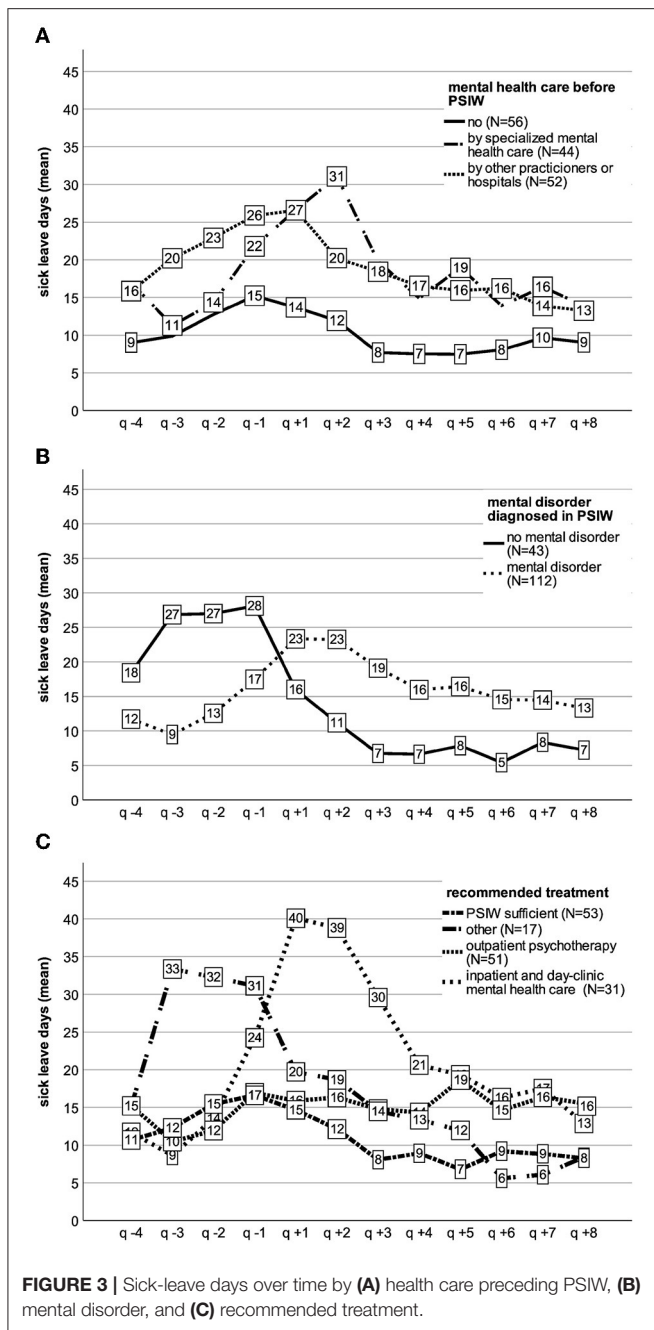 A
45
40
35
30
25
20
15
10
5
0
sick leave days (mean)
mental health care before
PSIW
no (N=56)
by specialized mental
health care (N=44)
by other practicioners or
hospitals (N=52)
16 20 23 26 27 20 18 17 16 16 14 13
11 14 22 31 19 16
9 15 14 12 8 7 7 8 10 9
q -4 q -3 q -2 q -1 q +1 q +2 q +3 q +4 q +5 q +6 q +7 q +8
B
45
40
35
30
25
20
15
10
5
0
sick leave days (mean)
mental disorder
diagnosed in PSIW
no mental disorder
(N=43)
mental disorder
(N=112)
18 27 27 28 16 11 7 7 8 5 8 7
12 9 13 17 23 23 19 16 16 15 14 13
q -4 q -3 q -2 q -1 q +1 q +2 q +3 q +4 q +5 q +6 q +7 q +8
C
45
40
35
30
25
20
15
10
5
0
sick leave days (mean)
recommended treatment
PSIW sufficient (N=53)
other (N=17)
outpatient psychotherapy
(N=51)
inpatient and day-clinic
mental health care (N=31)
33 32 31 20 19 14 13 12 6 6
9 24 40 39 30 21 13
15 10 12 17 16 19 15 16 15
11 12 15 15 12 8 9 7 9 9 8
q -4 q -3 q -2 q -1 q +1 q +2 q +3 q +4 q +5 q +6 q +7 q +8
FIGURE 3 | Sick-leave days over time by (A) health care preceding PSIW, (B)
mental disorder, and (C) recommended treatment.